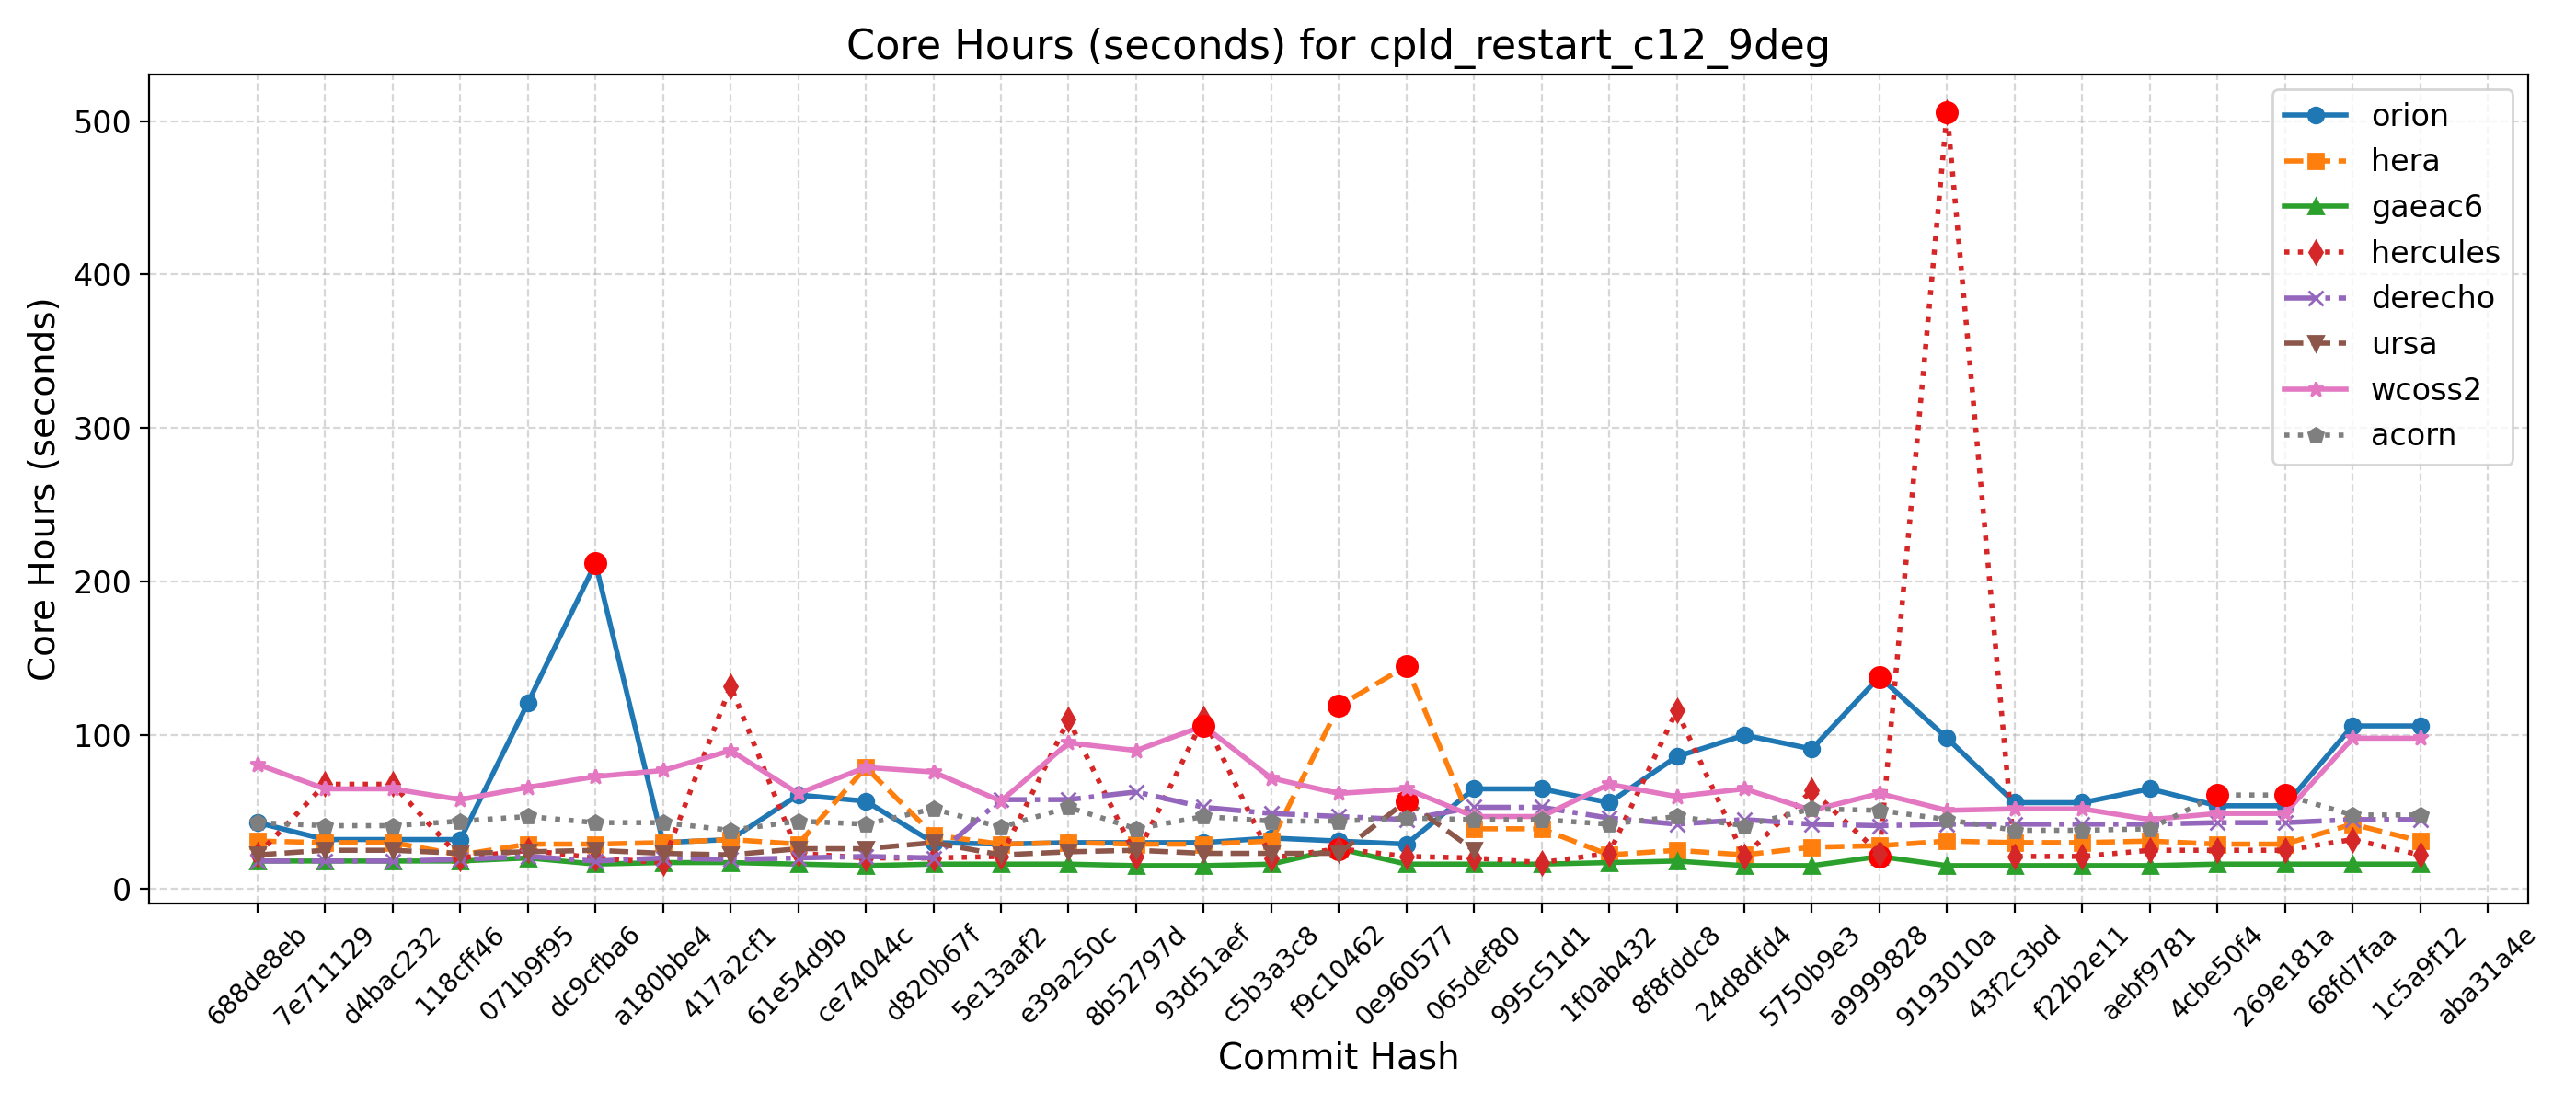 Core Hours (seconds) for cpld_restart_c12_9deg
Core Hours (seconds)
500
400
300
200
100
0
orion
hera
gaeac6
hercules
derecho
ursa
wcoss2
acorn
688de8eb
7e711129
d4bac232
118cff46
071b9f95
dc9cfba6
a180bbe4
417a2cf1
61e54d9b
ce74044c
d820b67f
5e13aaf2
e39a250c
8b52797d
93d51aef
c5b3a3c8
f9c10462
0e960577
065def80
995c51d1
1f0ab432
8f8fddc8
24d8dfd4
5750b9e3
a9999828
9193010a
43f2c3bd
f22b2e11
aebf9781
4cbe50f4
269e181a
68fd7faa
1c5a9f12
aba31a4e
Commit Hash